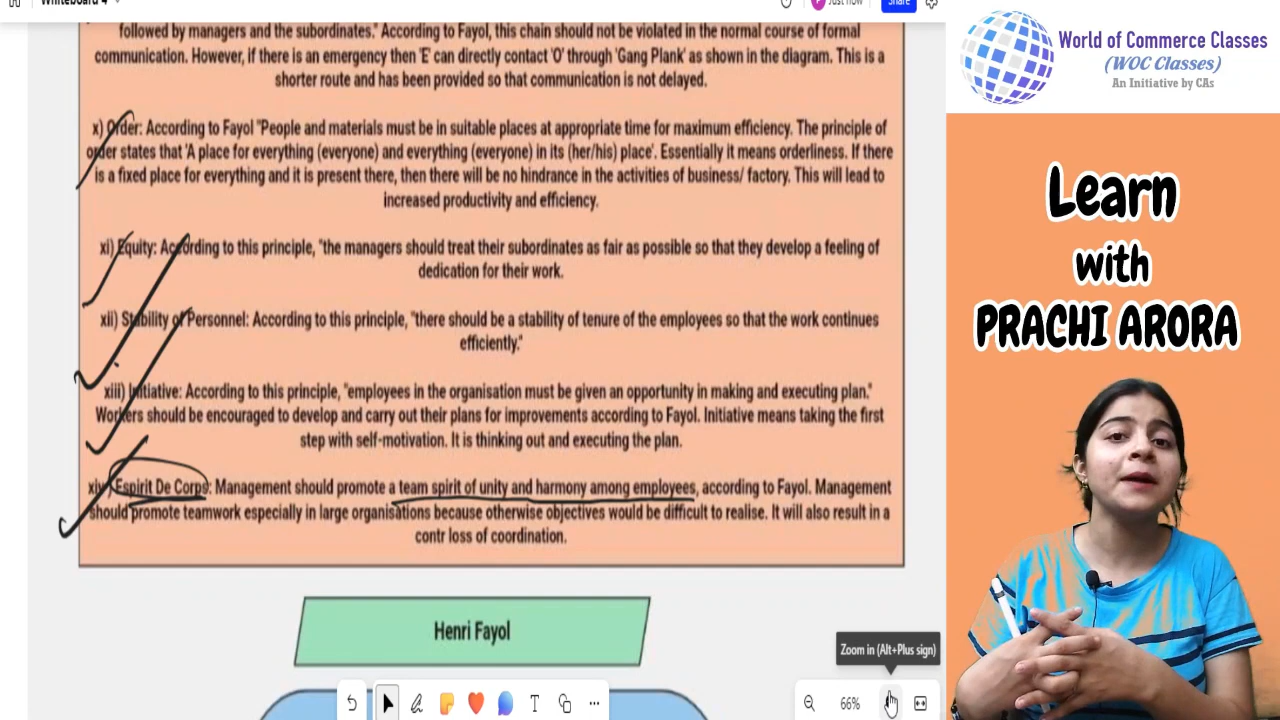 Whiteboard 4
Just now
Share
followed by managers and the subordinates." According to Fayol, this chain should not be violated in the normal course of formal
communication. However, if there is an emergency then 'E' can directly contact 'O' through 'Gang Plank' as shown in the diagram. This is a
shorter route and has been provided so that communication is not delayed.
x) Order: According to Fayol "People and materials must be in suitable places at appropriate time for maximum efficiency. The principle of
order states that 'A place for everything (everyone) and everything (everyone) in its (her/his) place'. Essentially it means orderliness. If there
is a fixed place for everything and it is present there, then there will be no hindrance in the activities of business/ factory. This will lead to
increased productivity and efficiency.
xi) Equity: According to this principle, "the managers should treat their subordinates as fair as possible so that they develop a feeling of
dedication for their work.
xii) Stability of Personnel: According to this principle, "there should be a stability of tenure of the employees so that the work continues
efficiently."
xiii) Initiative: According to this principle, "employees in the organisation must be given an opportunity in making and executing plan."
Workers should be encouraged to develop and carry out their plans for improvements according to Fayol. Initiative means taking the first
step with self-motivation. It is thinking out and executing the plan.
xiv ) Espirit De Corps: Management should promote a team spirit of unity and harmony among employees, according to Fayol. Management
should promote teamwork especially in large organisations because otherwise objectives would be difficult to realise. It will also result in a
contr loss of coordination.
Henri Fayol
Zoom in (Alt+Plus sign)
66%
World of Commerce Classes
(WOC Classes)
An Initiative by CAs
Learn
with
PRACHI ARORA